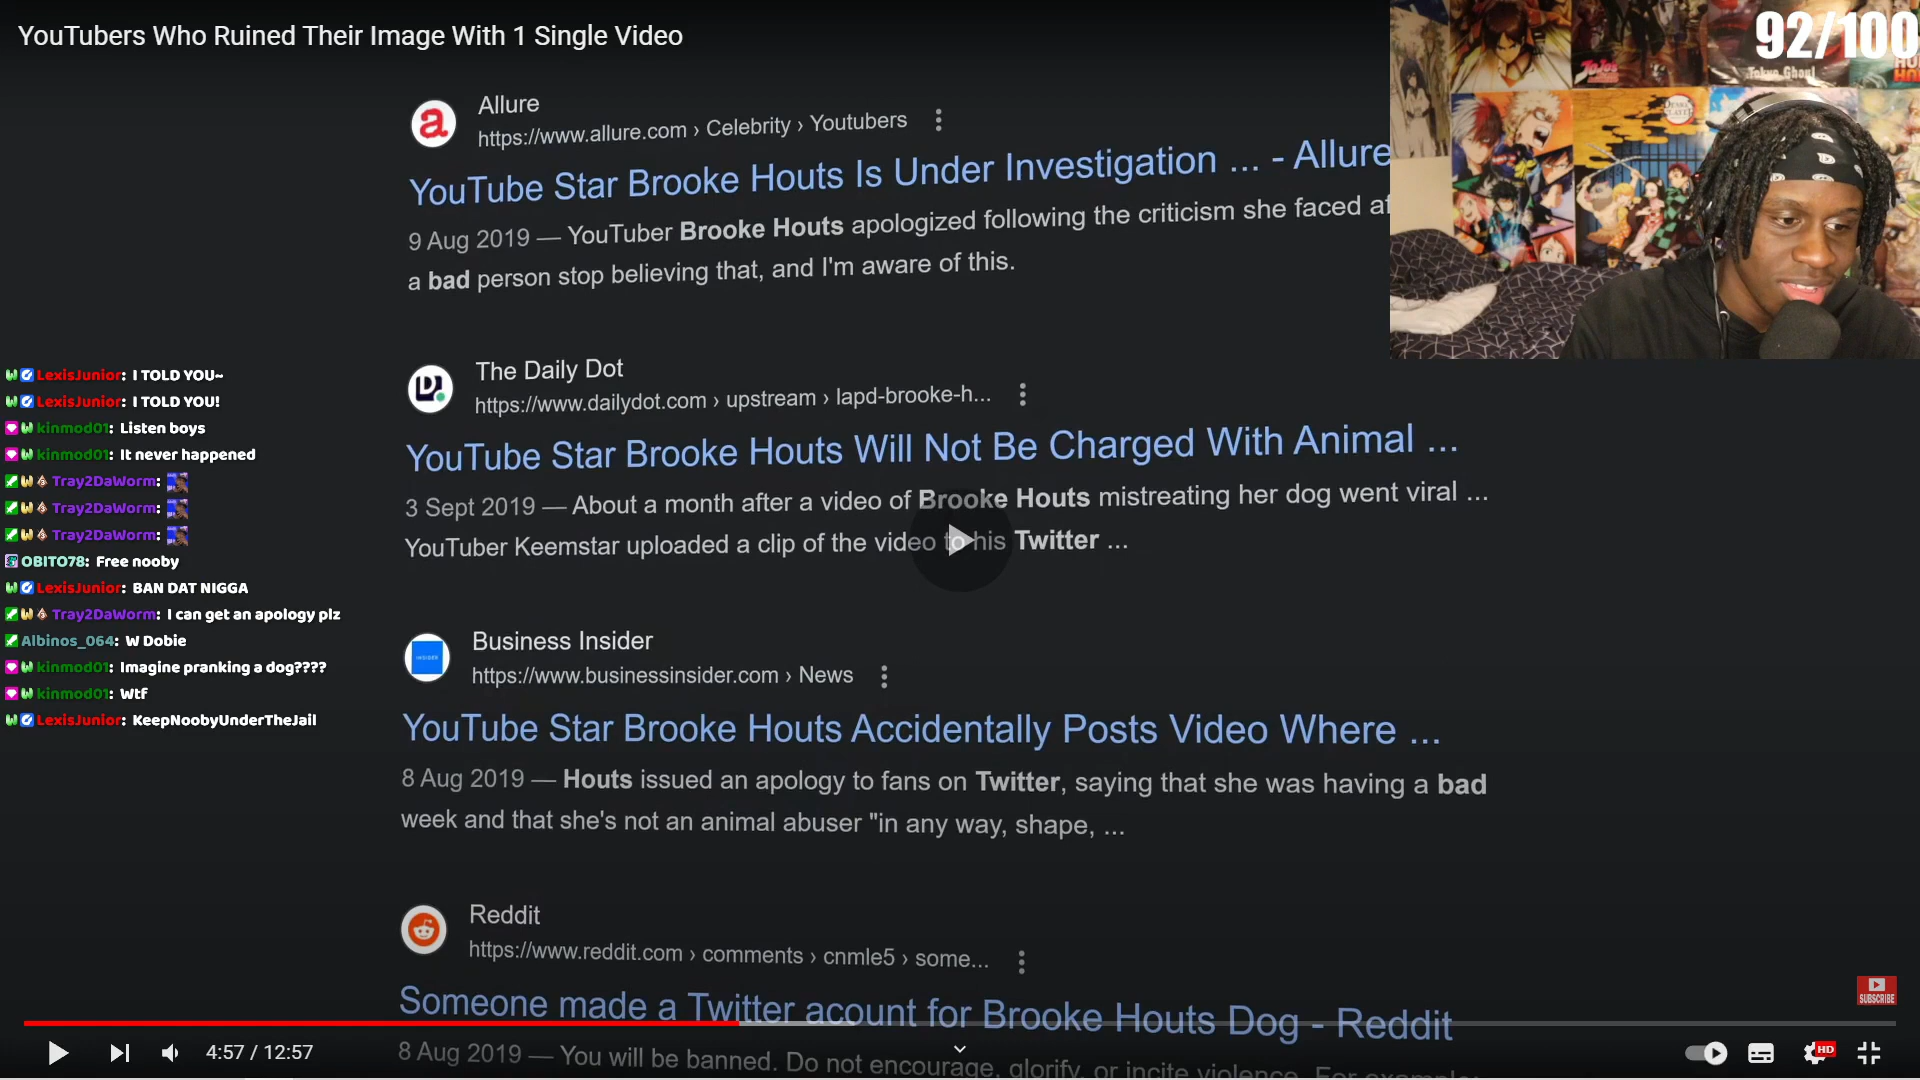 YouTubers Who Ruined Their Image With 1 Single Video
92/100
Tokyo Ghoul
JOJO'S
Allure
https://www.allure.com › Celebrity › Youtubers
YouTube Star Brooke Houts Is Under Investigation ... - Allure
9 Aug 2019 — YouTuber Brooke Houts apologized following the criticism she faced af
a bad person stop believing that, and I'm aware of this.
The Daily Dot
https://www.dailydot.com › upstream › lapd-brooke-h...
YouTube Star Brooke Houts Will Not Be Charged With Animal ...
3 Sept 2019 — About a month after a video of Brooke Houts mistreating her dog went viral ...
YouTuber Keemstar uploaded a clip of the video to his Twitter ...
Business Insider
INSIDER
https://www.businessinsider.com › News
YouTube Star Brooke Houts Accidentally Posts Video Where ...
8 Aug 2019 — Houts issued an apology to fans on Twitter, saying that she was having a bad
week and that she's not an animal abuser "in any way, shape, ...
Reddit
https://www.reddit.com › comments › cnmle5 › some...
Someone made a Twitter acount for Brooke Houts Dog - Reddit
8 Aug 2019 — You will be banned. Do not encourage, glorify, or incite violence. For example:
LexisJunior: I TOLD YOU~
LexisJunior: I TOLD YOU!
kinmod01: Listen boys
kinmod01: It never happened
Tray2DaWorm:
Tray2DaWorm:
Tray2DaWorm:
OBITO78: Free nooby
LexisJunior: BAN DAT NIGGA
Tray2DaWorm: I can get an apology plz
Albinos_064: W Dobie
kinmod01: Imagine pranking a dog????
kinmod01: Wtf
LexisJunior: KeepNoobyUnderTheJail
SUBSCRIBE
4:57 / 12:57
HD